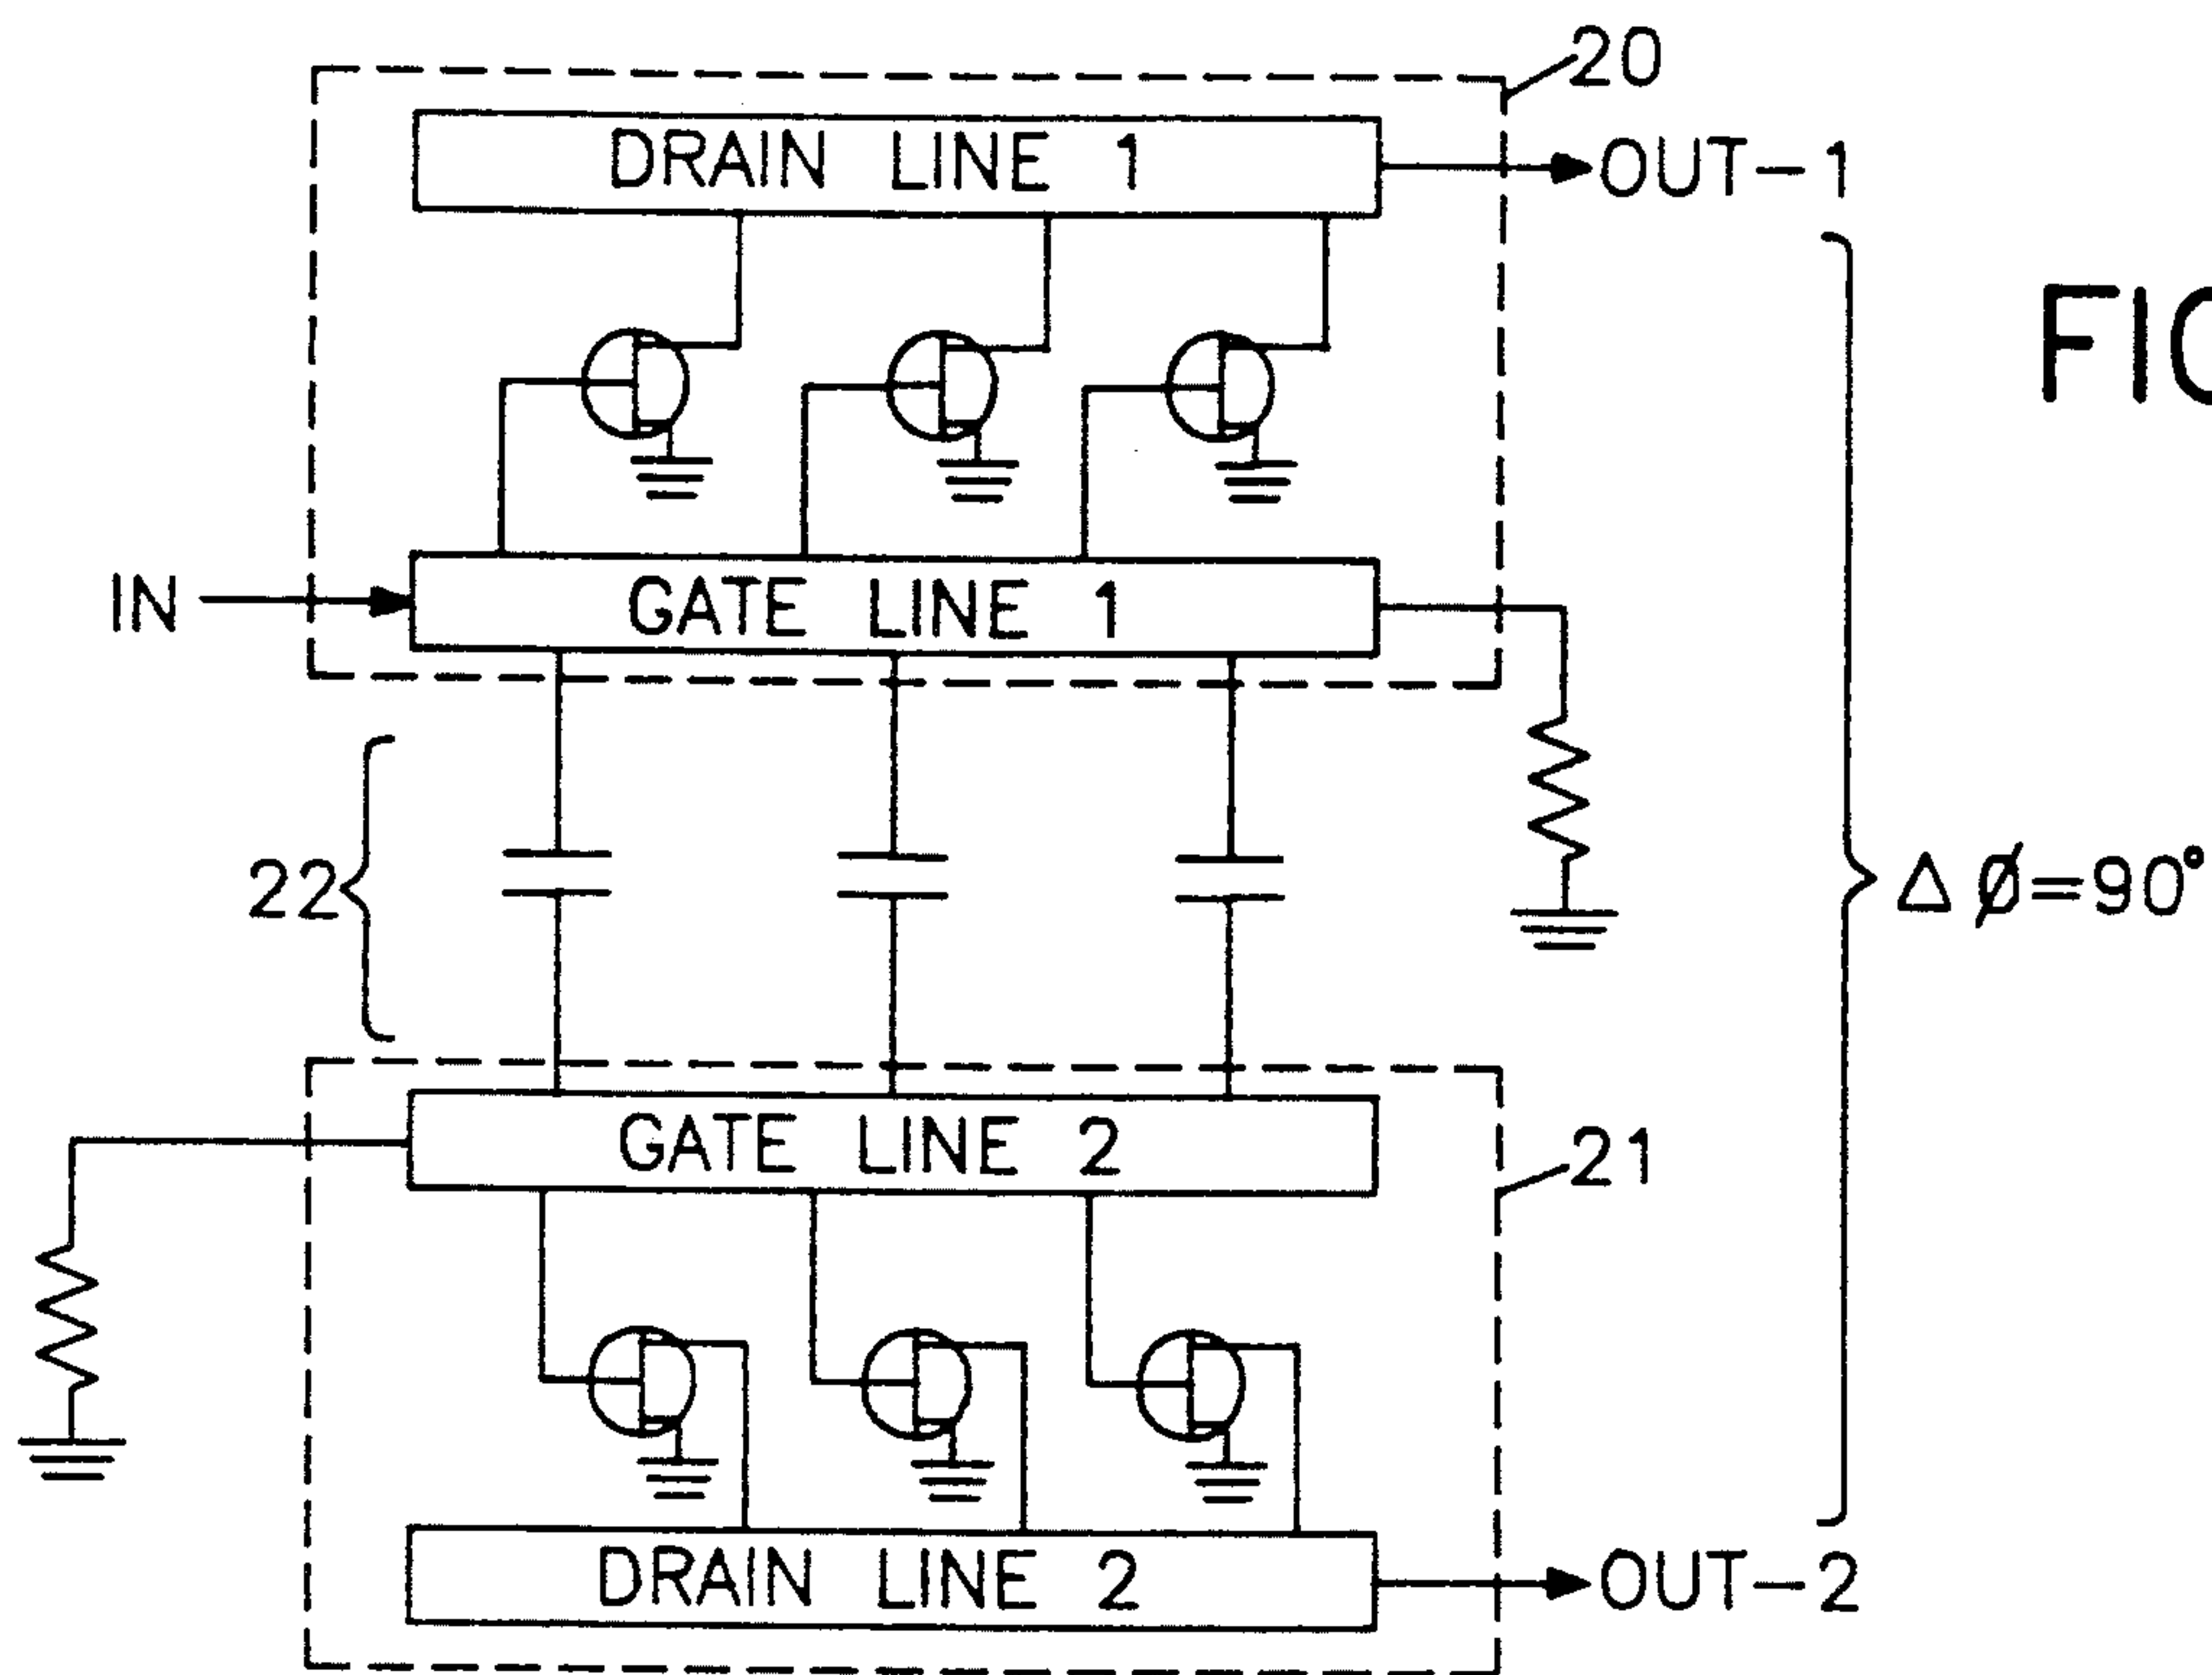 20
DRAIN LINE 1
OUT-1
FIG
IN
GATE LINE 1
22
Δ Ø=90°
GATE LINE 2
21
DRAIN LINE 2
OUT-2